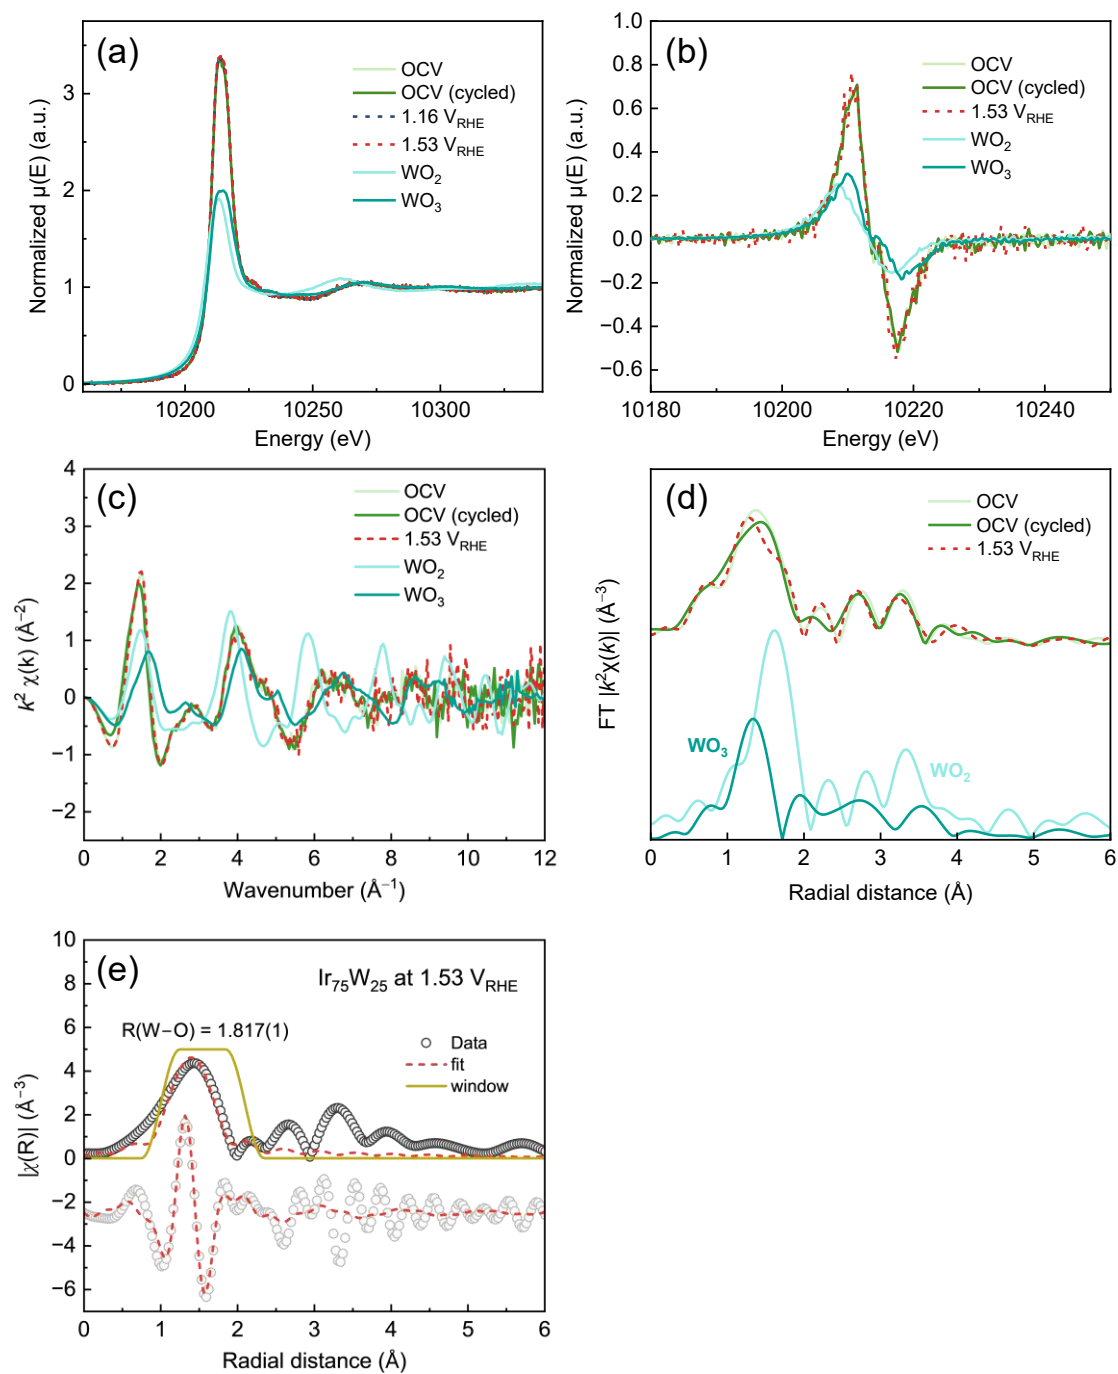 (a)
OCV
OCV (cycled)
1.16 V_RHE
1.53 V_RHE
WO₂
WO₃
3
2
1
0
Normalized μ(E) (a.u.)
10200 10250 10300
Energy (eV)
(b)
OCV
OCV (cycled)
1.53 V_RHE
WO₂
WO₃
1.0
0.8
0.6
0.4
0.2
0.0
−0.2
−0.4
−0.6
Normalized μ(E) (a.u.)
10180 10200 10220 10240
Energy (eV)
(c)
OCV
OCV (cycled)
1.53 V_RHE
WO₂
WO₃
4
3
2
1
0
−1
−2
k² χ(k) (Å⁻²)
0 2 4 6 8 10 12
Wavenumber (Å⁻¹)
(d)
OCV
OCV (cycled)
1.53 V_RHE
WO₃
WO₂
FT |k²χ(k)| (Å⁻³)
0 1 2 3 4 5 6
Radial distance (Å)
(e)
Ir₇₅W₂₅ at 1.53 V_RHE
R(W−O) = 1.817(1)
Data
fit
window
10
8
6
4
2
0
−2
−4
−6
|χ(R)| (Å⁻³)
0 1 2 3 4 5 6
Radial distance (Å)